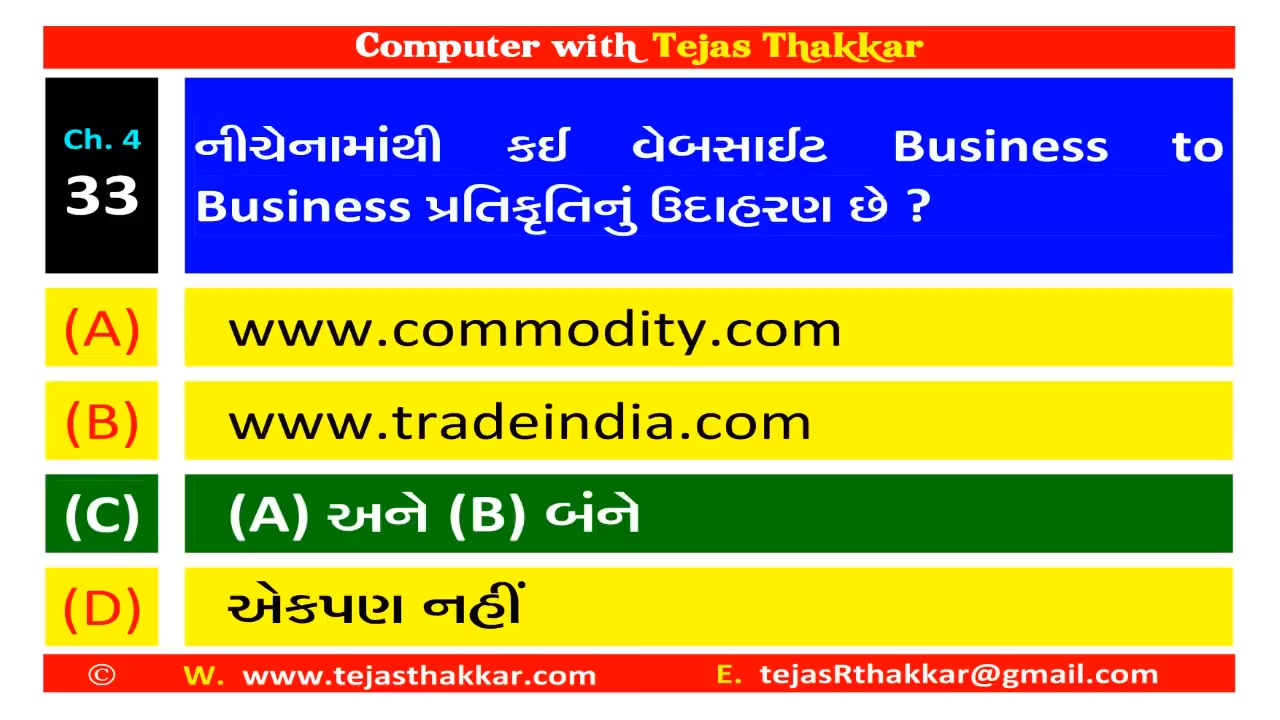 Computer with Tejas Thakkar
Ch. 4
33
નીચેનામાંથી કઈ વેબસાઈટ Business to
Business પ્રતિકૃતિનું ઉદાહરણ છે ?
(A) www.commodity.com
(B) www.tradeindia.com
(C) (A) અને (B) બંને
(D) એકપણ નહીં
© W. www.tejasthakkar.com E. tejasRthakkar@gmail.com